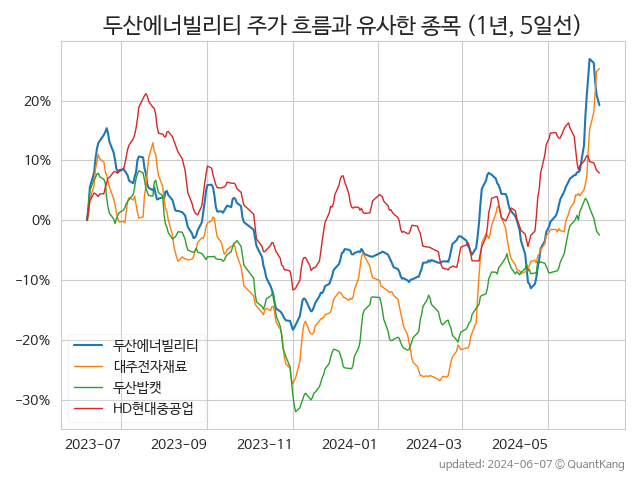 두산에너빌리티 주가 흐름과 유사한 종목 (1년, 5일선)
20%
10%
0%
−10%
−20%
−30%
두산에너빌리티
대주전자재료
두산밥캣
HD현대중공업
2023-07 2023-09 2023-11 2024-01 2024-03 2024-05
updated: 2024-06-07 © QuantKang